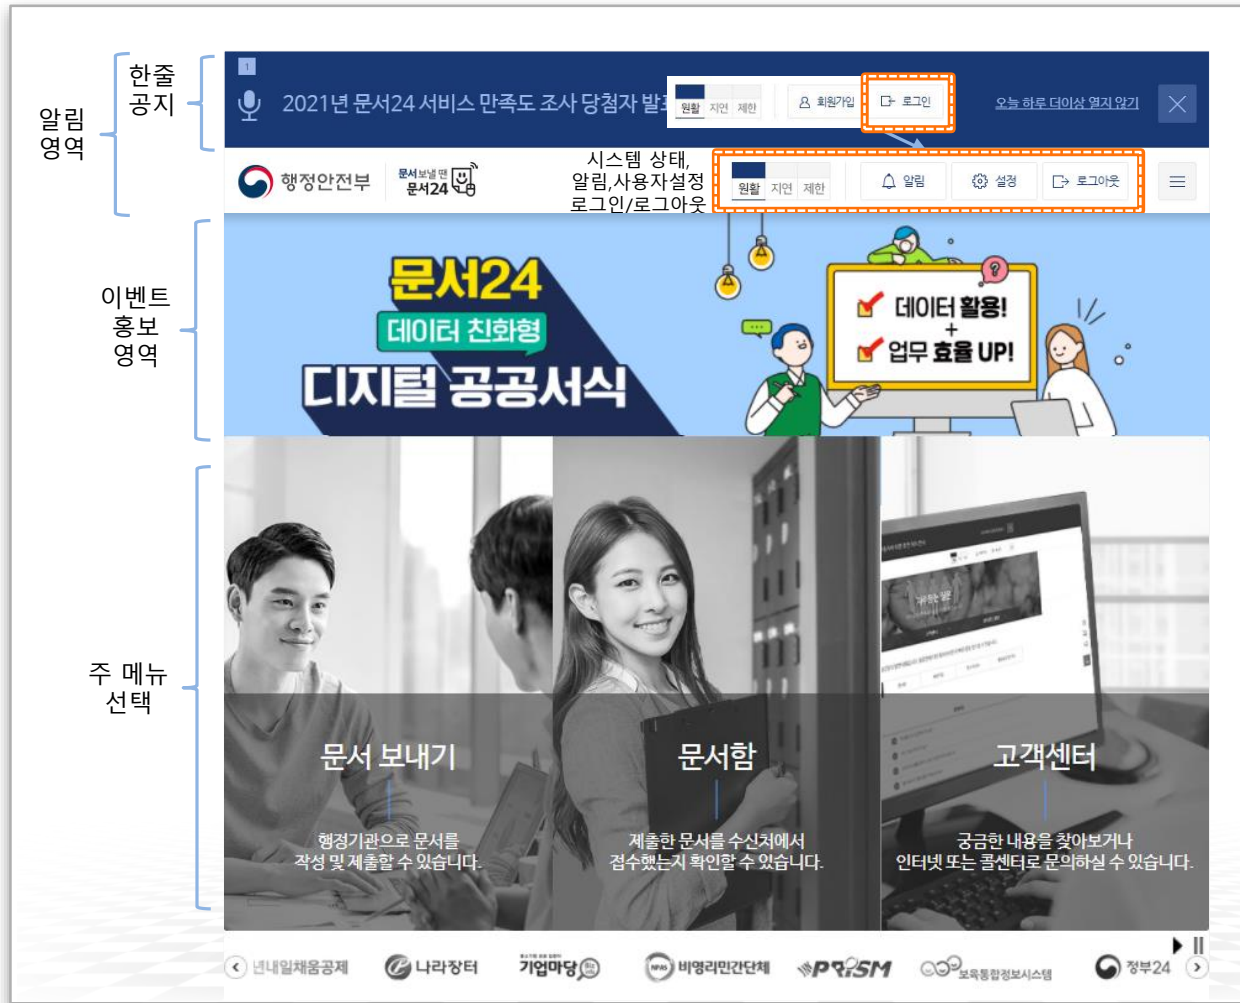 알림
영역
한줄
공지
1
2021년 문서24 서비스 만족도 조사 당첨자 발표
원활 지연 제한
회원가입
로그인
오늘 하루 더이상 열지 않기
행정안전부
문서보낼 땐
문서24
시스템 상태,
알림,사용자설정
로그인/로그아웃
원활 지연 제한
알림
설정
로그아웃
이벤트
홍보
영역
문서24
데이터 친화형
디지털 공공서식
데이터 활용!
+
업무 효율 UP!
주 메뉴
선택
문서 보내기
행정기관으로 문서를
작성 및 제출할 수 있습니다.
문서함
제출한 문서를 수신처에서
접수했는지 확인할 수 있습니다.
고객센터
궁금한 내용을 찾아보거나
인터넷 또는 콜센터로 문의하실 수 있습니다.
년내일채움공제
나라장터
기업마당
NPAS 비영리민간단체
PRISM
보육통합정보시스템
정부24